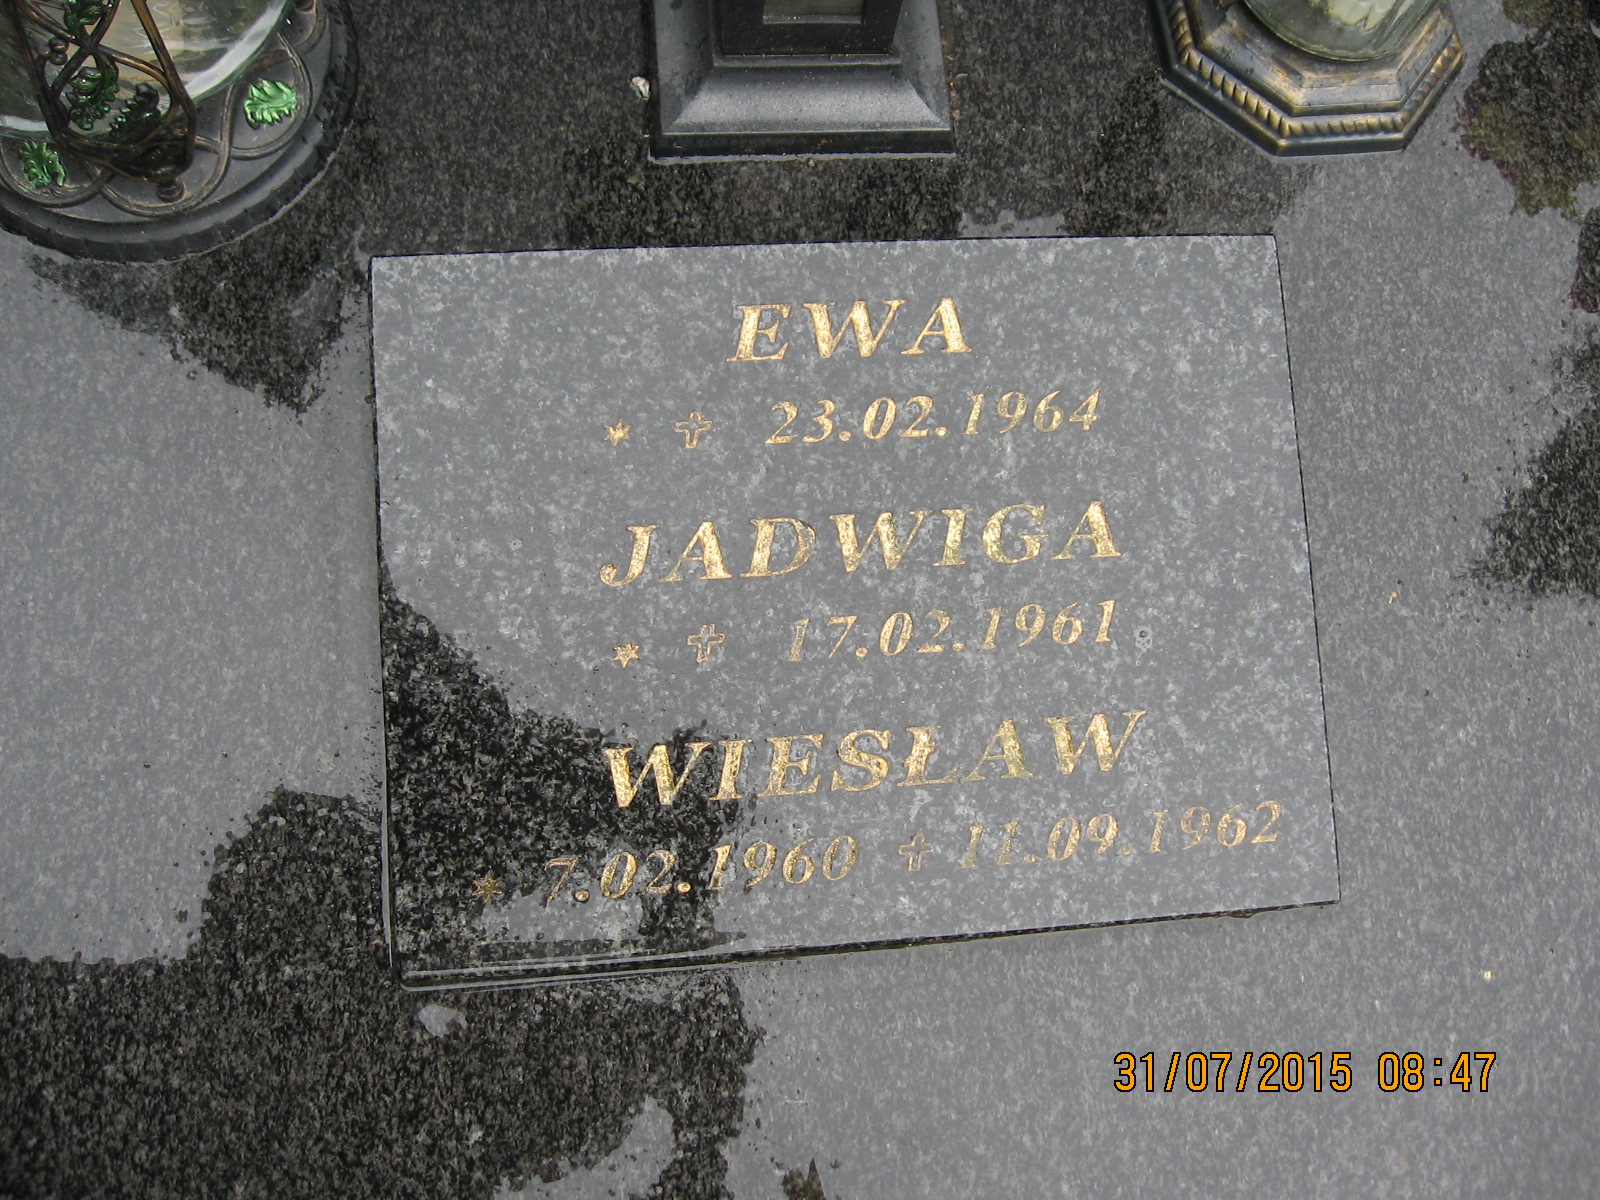 EWA
* ✝ 23.02.1964
JADWIGA
* ✝ 17.02.1961
WIESŁAW
* 7.02.1960 ✝ 11.09.1962
31/07/2015 08:47